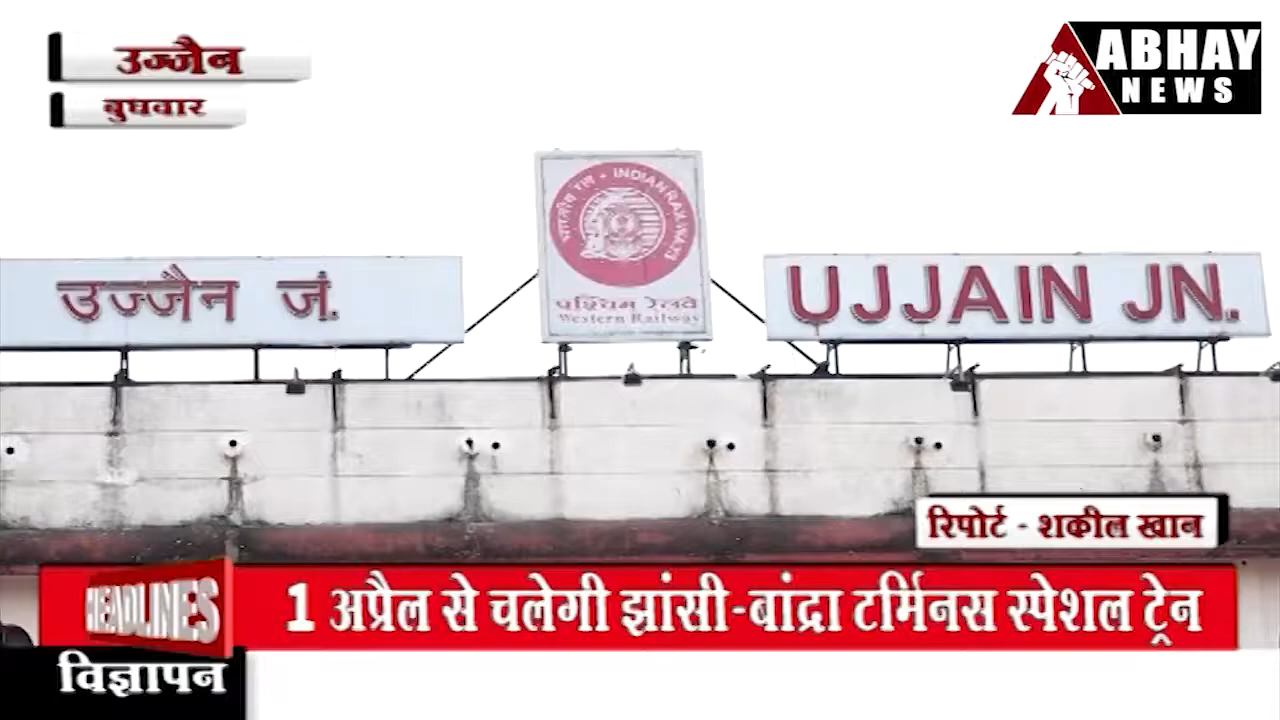 उज्जैन
बुधवार
ABHAY
NEWS
भारतीय रेल • INDIAN RAILWAYS
पश्चिम रेलवे
Western Railway
उज्जैन जं.
UJJAIN JN.
रिपोर्ट - शकील खान
HEADLINES
1 अप्रैल से चलेगी झांसी-बांद्रा टर्मिनस स्पेशल ट्रेन
विज्ञापन